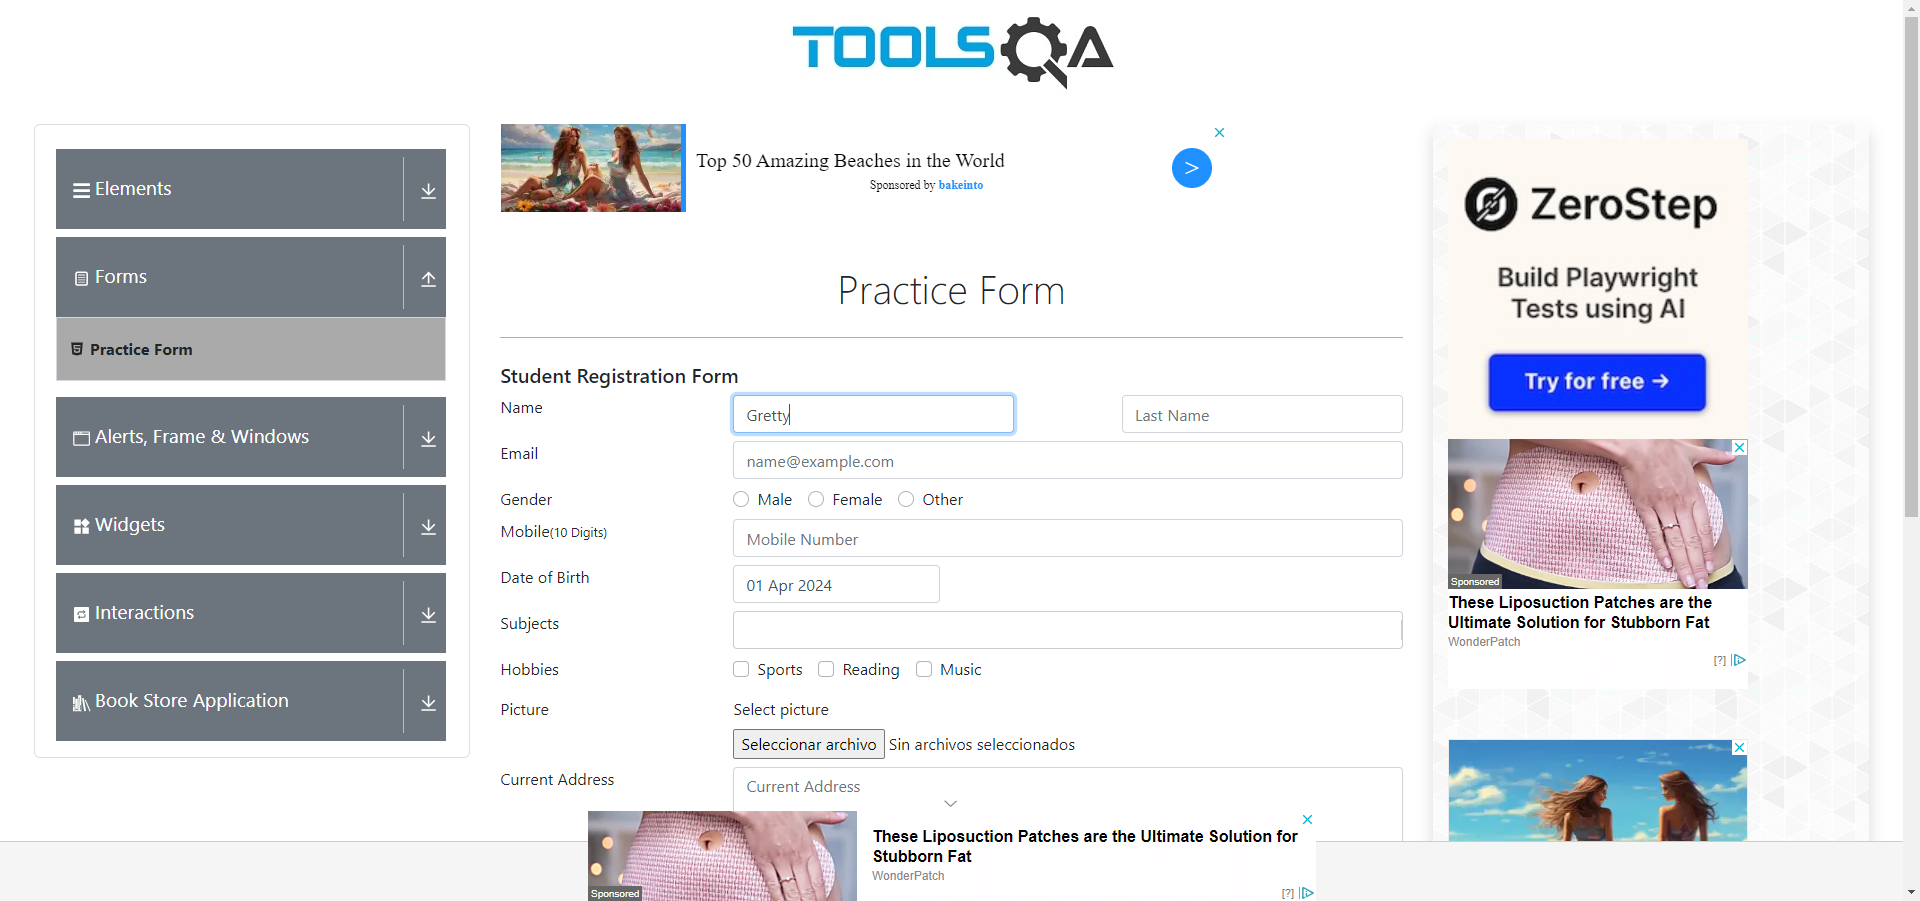 TOOLSQA
Elements
Forms
Practice Form
Alerts, Frame & Windows
Widgets
Interactions
Book Store Application
Top 50 Amazing Beaches in the World
Sponsored by bakeinto
>
Practice Form
Student Registration Form
Name
Gretty
Last Name
Email
name@example.com
Gender
Male
Female
Other
Mobile(10 Digits)
Mobile Number
Date of Birth
01 Apr 2024
Subjects
Hobbies
Sports
Reading
Music
Picture
Select picture
Seleccionar archivo
Sin archivos seleccionados
Current Address
Current Address
Sponsored
These Liposuction Patches are the Ultimate Solution for
Stubborn Fat
WonderPatch
[?]
ZeroStep
Build Playwright
Tests using AI
Try for free →
Sponsored
These Liposuction Patches are the
Ultimate Solution for Stubborn Fat
WonderPatch
[?]